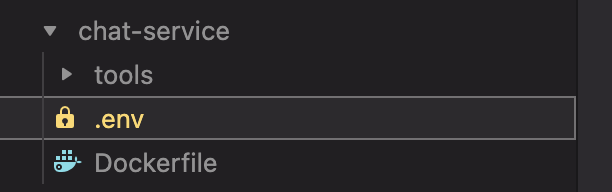 chat-service
tools
.env
Dockerfile